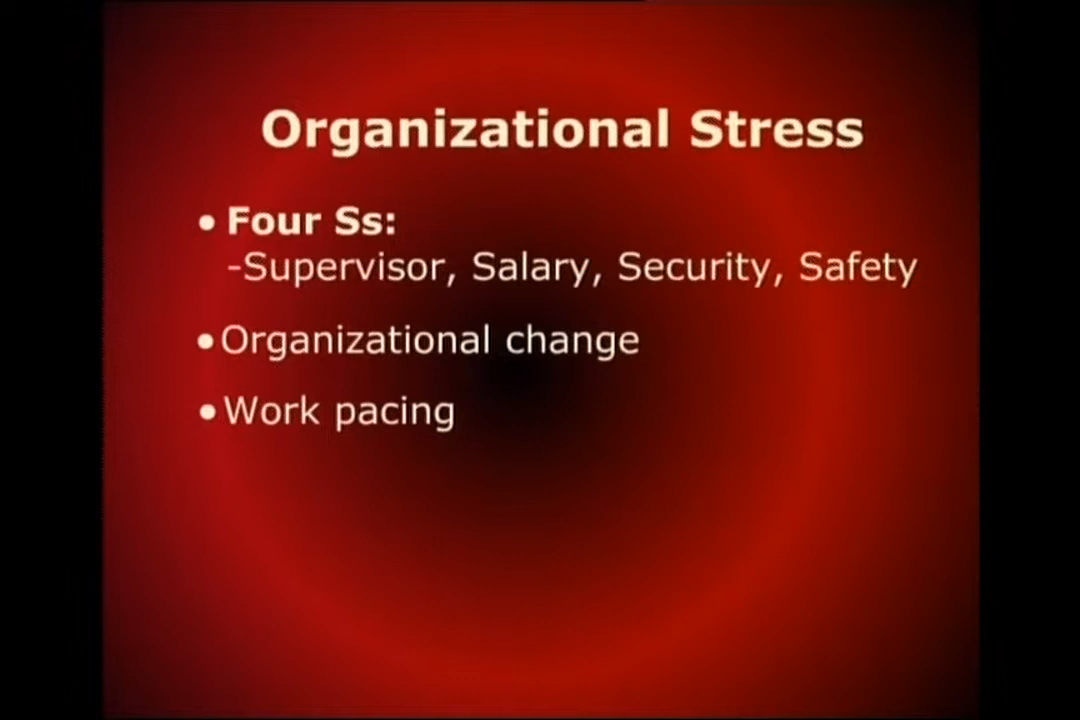 Organizational Stress
• Four Ss:
-Supervisor, Salary, Security, Safety
• Organizational change
• Work pacing